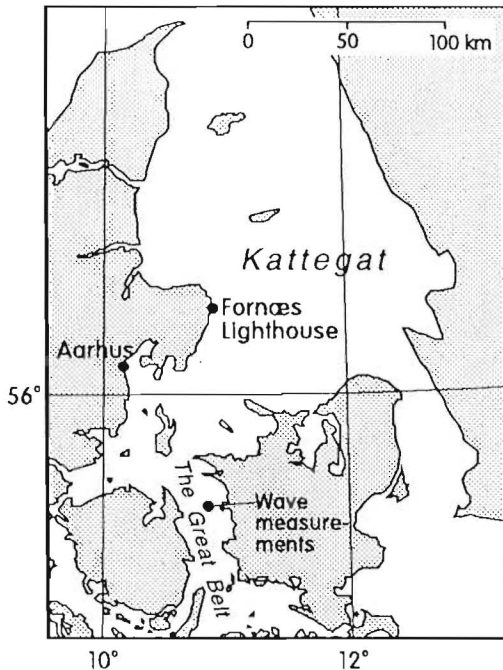 0 50 100 km
Kattegat
Fornæs
Lighthouse
Aarhus
56°
The Great Belt
Wave
measure-
ments
10°
12°